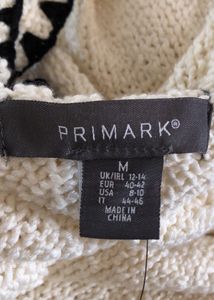 PRIMARK®
M
UK/IRL 12-14
EUR 40-42
USA 8-10
IT 44-46
MADE IN
CHINA